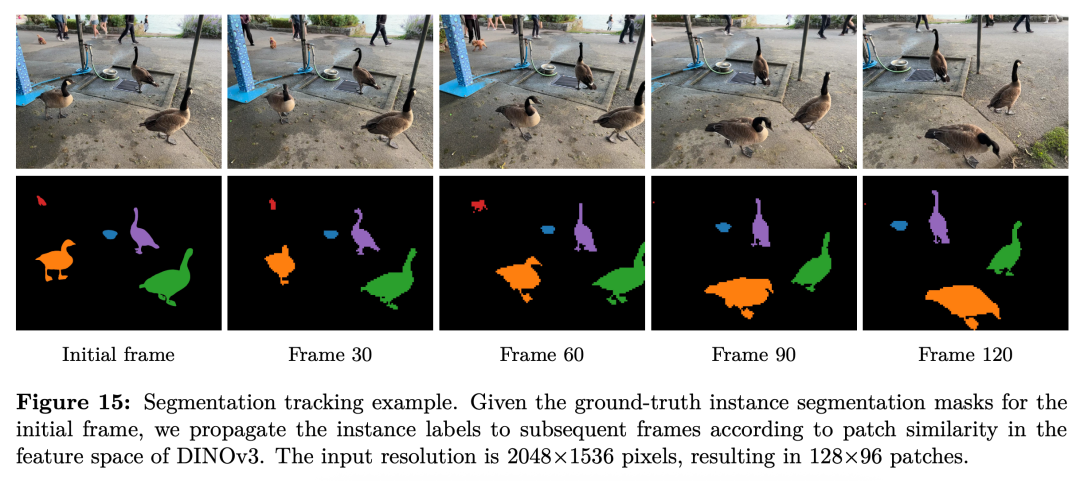 Initial frame
Frame 30
Frame 60
Frame 90
Frame 120
Figure 15: Segmentation tracking example. Given the ground-truth instance segmentation masks for the
initial frame, we propagate the instance labels to subsequent frames according to patch similarity in the
feature space of DINOv3. The input resolution is 2048×1536 pixels, resulting in 128×96 patches.